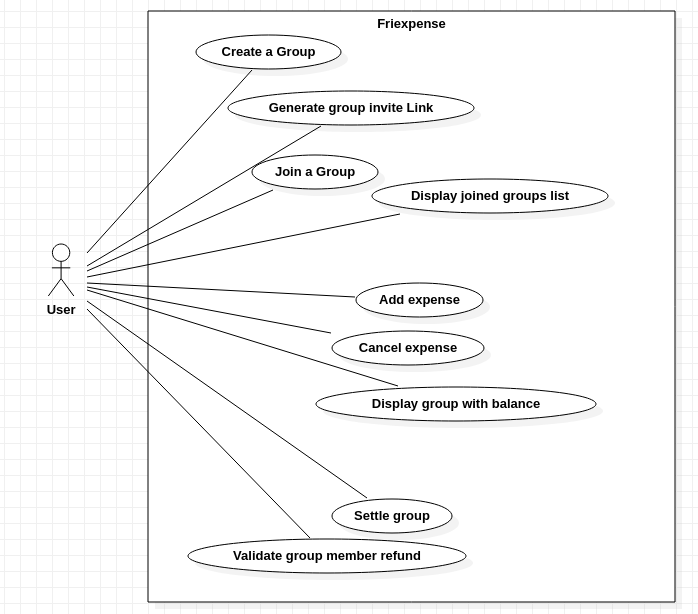 Friexpense
Create a Group
Generate group invite Link
Join a Group
Display joined groups list
User
Add expense
Cancel expense
Display group with balance
Settle group
Validate group member refund